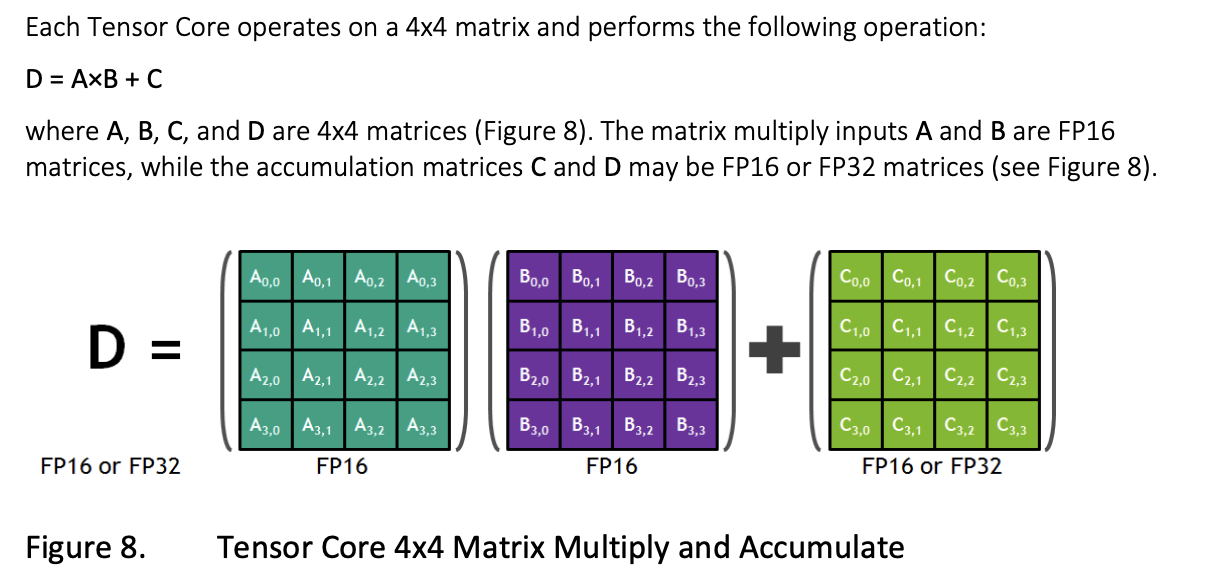 Each Tensor Core operates on a 4x4 matrix and performs the following operation:
D = A×B + C
where A, B, C, and D are 4x4 matrices (Figure 8). The matrix multiply inputs A and B are FP16
matrices, while the accumulation matrices C and D may be FP16 or FP32 matrices (see Figure 8).
A0,0 A0,1 A0,2 A0,3 B0,0 B0,1 B0,2 B0,3 C0,0 C0,1 C0,2 C0,3
A1,0 A1,1 A1,2 A1,3 B1,0 B1,1 B1,2 B1,3 C1,0 C1,1 C1,2 C1,3
D = +
A2,0 A2,1 A2,2 A2,3 B2,0 B2,1 B2,2 B2,3 C2,0 C2,1 C2,2 C2,3
A3,0 A3,1 A3,2 A3,3 B3,0 B3,1 B3,2 B3,3 C3,0 C3,1 C3,2 C3,3
FP16 or FP32 FP16 FP16 FP16 or FP32
Figure 8. Tensor Core 4x4 Matrix Multiply and Accumulate